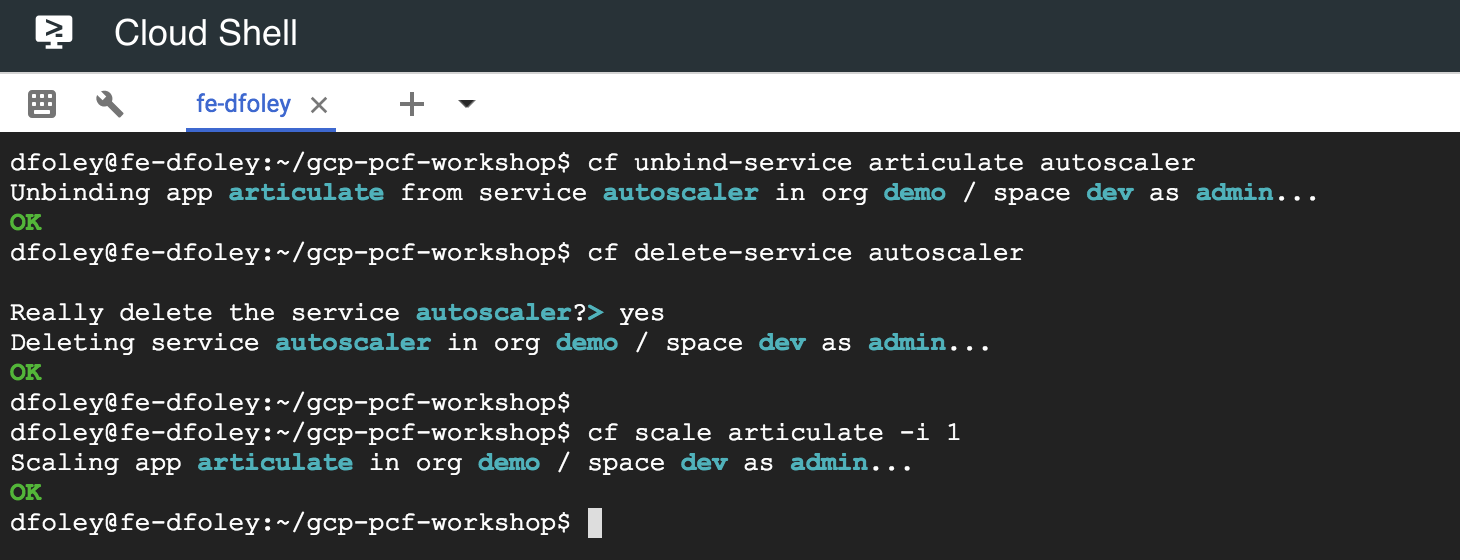 Cloud Shell
fe-dfoley
dfoley@fe-dfoley:~/gcp-pcf-workshop$ cf unbind-service articulate autoscaler
Unbinding app articulate from service autoscaler in org demo / space dev as admin...
OK
dfoley@fe-dfoley:~/gcp-pcf-workshop$ cf delete-service autoscaler
Really delete the service autoscaler?> yes
Deleting service autoscaler in org demo / space dev as admin...
OK
dfoley@fe-dfoley:~/gcp-pcf-workshop$
dfoley@fe-dfoley:~/gcp-pcf-workshop$ cf scale articulate -i 1
Scaling app articulate in org demo / space dev as admin...
OK
dfoley@fe-dfoley:~/gcp-pcf-workshop$